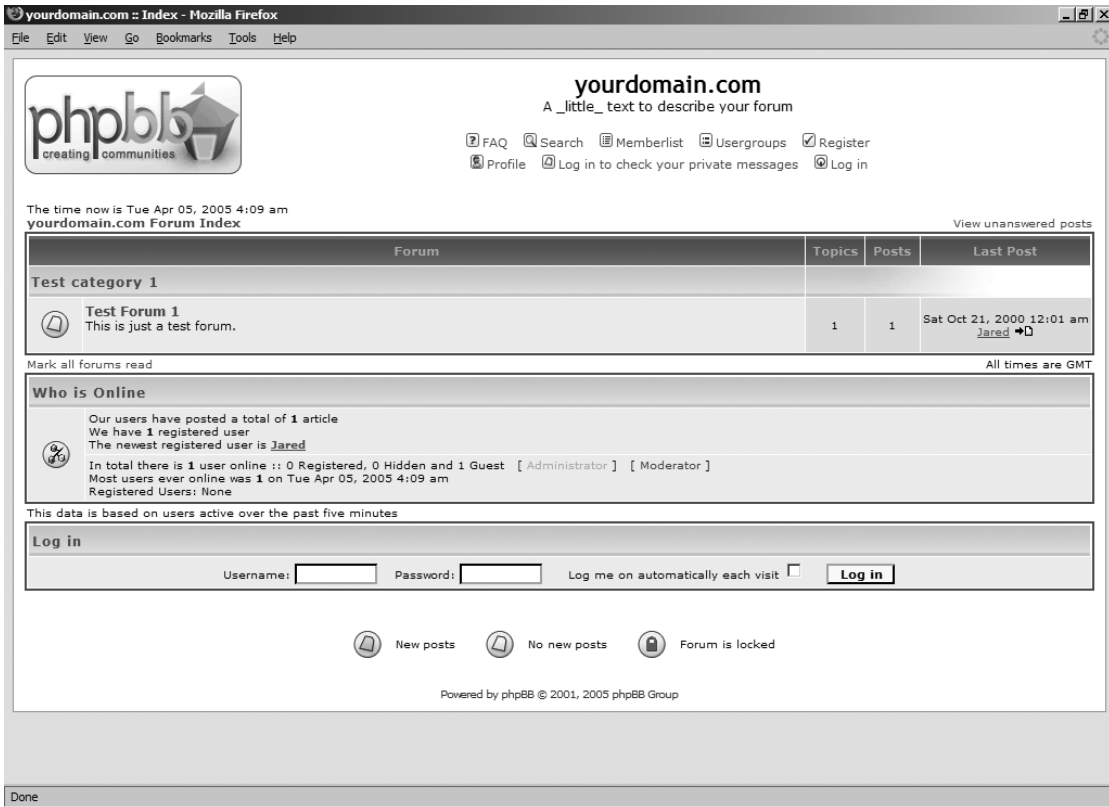 yourdomain.com :: Index - Mozilla Firefox
File Edit View Go Bookmarks Tools Help
phpBB
creating communities
yourdomain.com
A _little_ text to describe your forum
FAQ Search Memberlist Usergroups Register
Profile Log in to check your private messages Log in
The time now is Tue Apr 05, 2005 4:09 am
yourdomain.com Forum Index View unanswered posts
Forum Topics Posts Last Post
Test category 1
Test Forum 1
This is just a test forum.
1 1
Sat Oct 21, 2000 12:01 am
Jared
Mark all forums read All times are GMT
Who is Online
Our users have posted a total of 1 article
We have 1 registered user
The newest registered user is Jared
In total there is 1 user online :: 0 Registered, 0 Hidden and 1 Guest [ Administrator ] [ Moderator ]
Most users ever online was 1 on Tue Apr 05, 2005 4:09 am
Registered Users: None
This data is based on users active over the past five minutes
Log in
Username: Password: Log me on automatically each visit Log in
New posts No new posts Forum is locked
Powered by phpBB © 2001, 2005 phpBB Group
Done